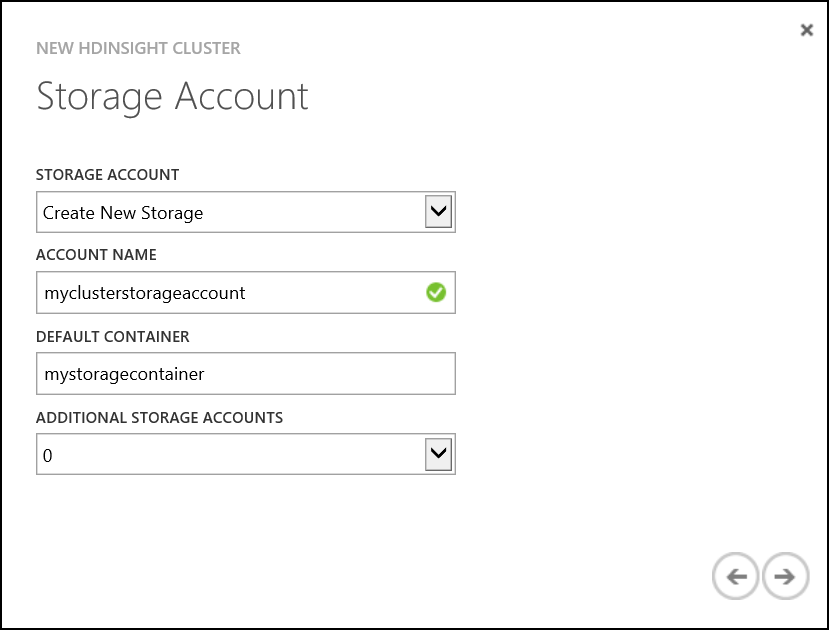 NEW HDINSIGHT CLUSTER
Storage Account
STORAGE ACCOUNT
Create New Storage
ACCOUNT NAME
myclusterstorageaccount
DEFAULT CONTAINER
mystoragecontainer
ADDITIONAL STORAGE ACCOUNTS
0